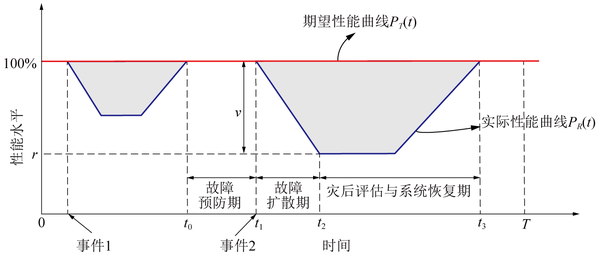 期望性能曲线P_T(t)
100%
性能水平
v
实际性能曲线P_R(t)
r
故障
预防期
故障
扩散期
灾后评估与系统恢复期
0
t_0
t_1
t_2
t_3
T
事件1
事件2
时间